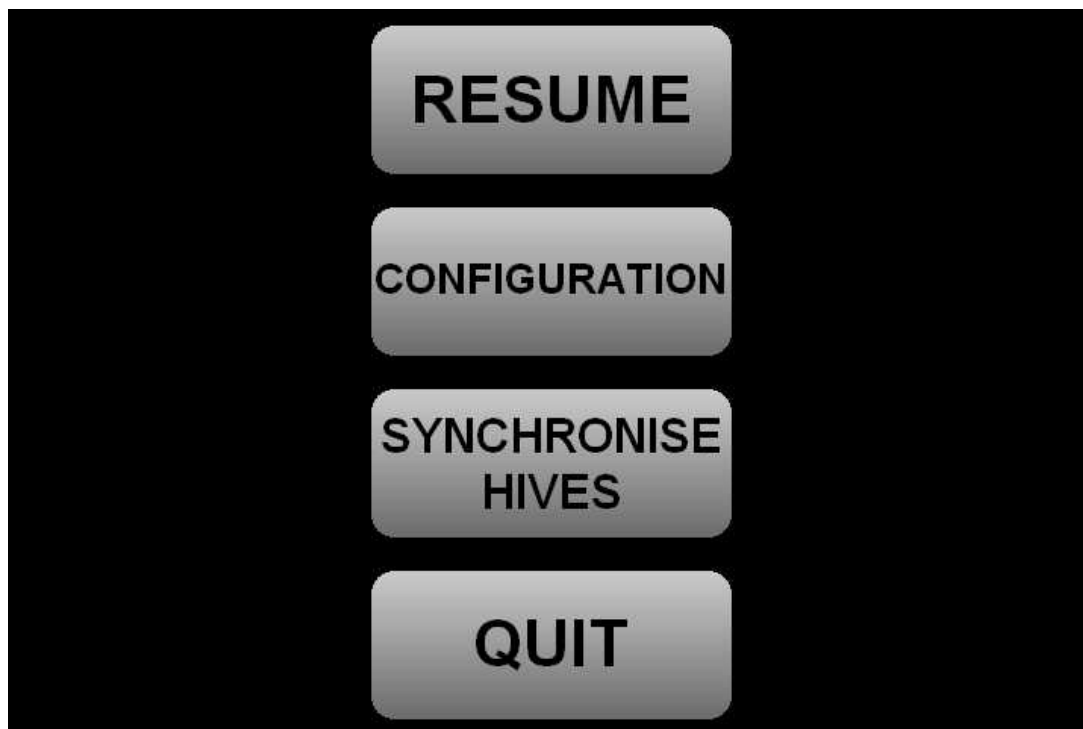 RESUME
CONFIGURATION
SYNCHRONISE
HIVES
QUIT